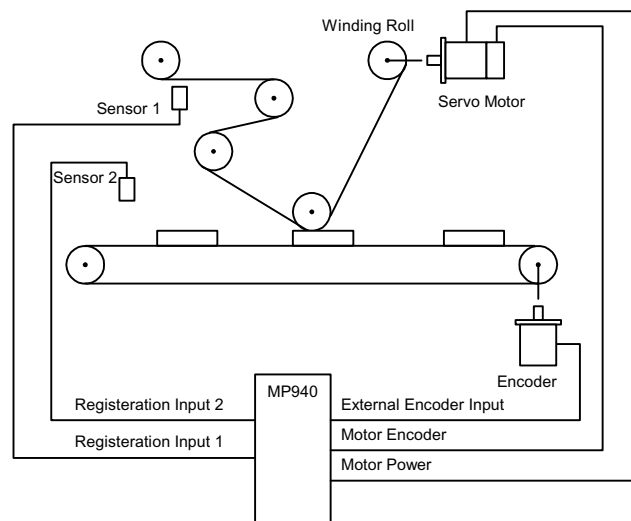 Winding Roll
Sensor 1
Servo Motor
Sensor 2
Encoder
MP940
Registeration Input 2
External Encoder Input
Registeration Input 1
Motor Encoder
Motor Power